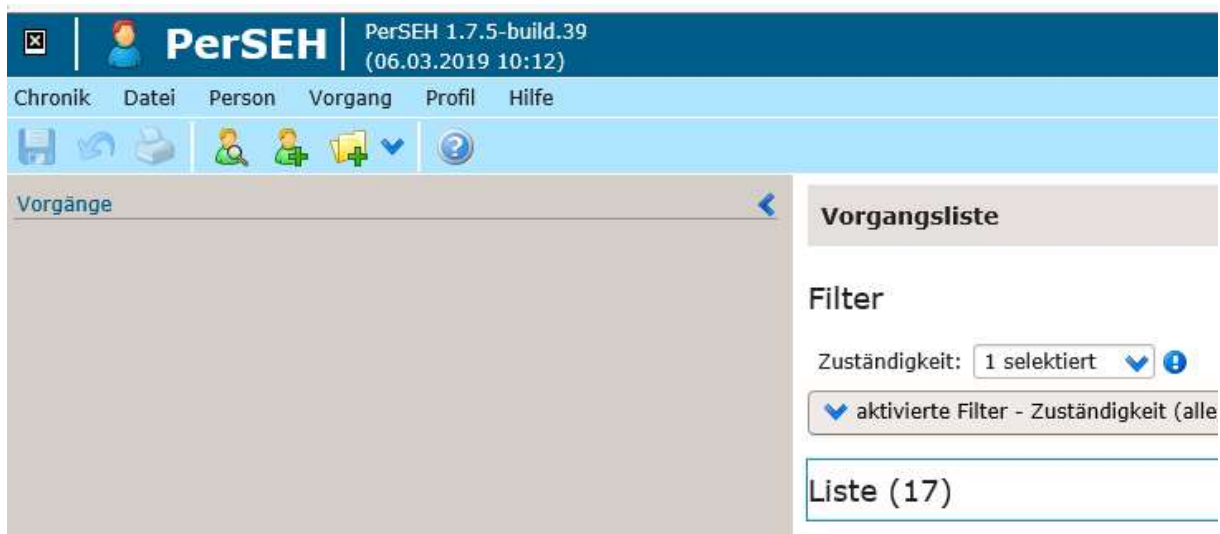 PerSEH
PerSEH 1.7.5-build.39
(06.03.2019 10:12)
Chronik Datei Person Vorgang Profil Hilfe
Vorgänge
Vorgangsliste
Filter
Zuständigkeit: 1 selektiert
aktivierte Filter - Zuständigkeit (alle
Liste (17)